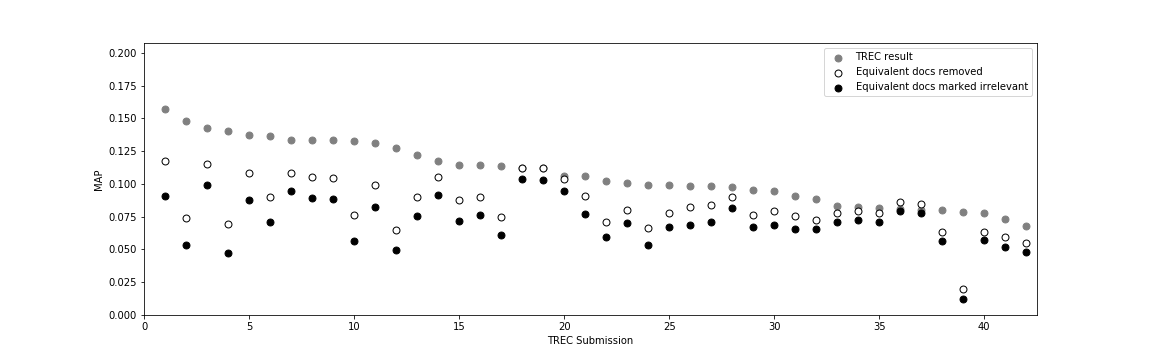 0.200
0.175
0.150
0.125
0.100
0.075
0.050
0.025
0.000
MAP
TREC result
Equivalent docs removed
Equivalent docs marked irrelevant
0 5 10 15 20 25 30 35 40
TREC Submission